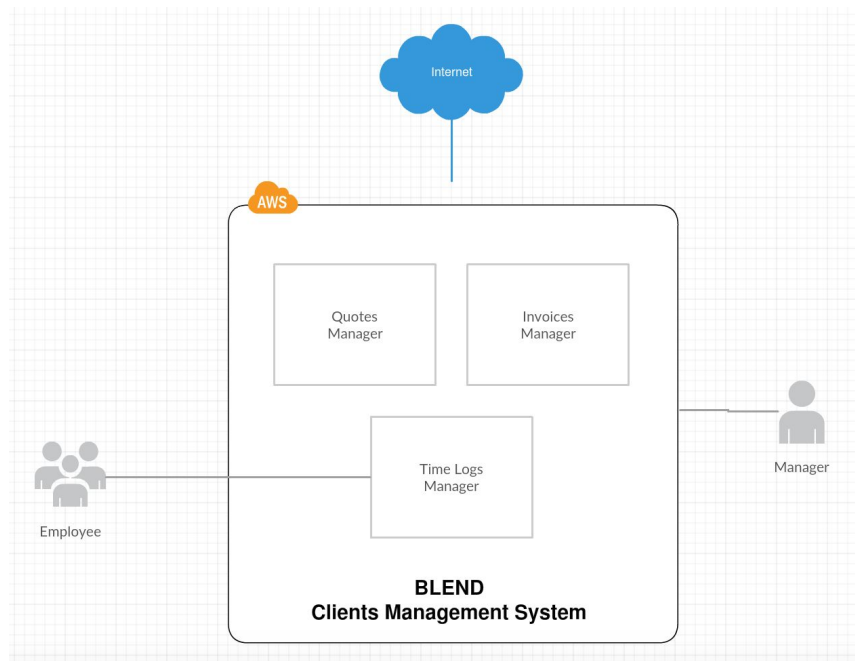 Internet
AWS
Quotes
Manager
Invoices
Manager
Time Logs
Manager
Manager
Employee
BLEND
Clients Management System